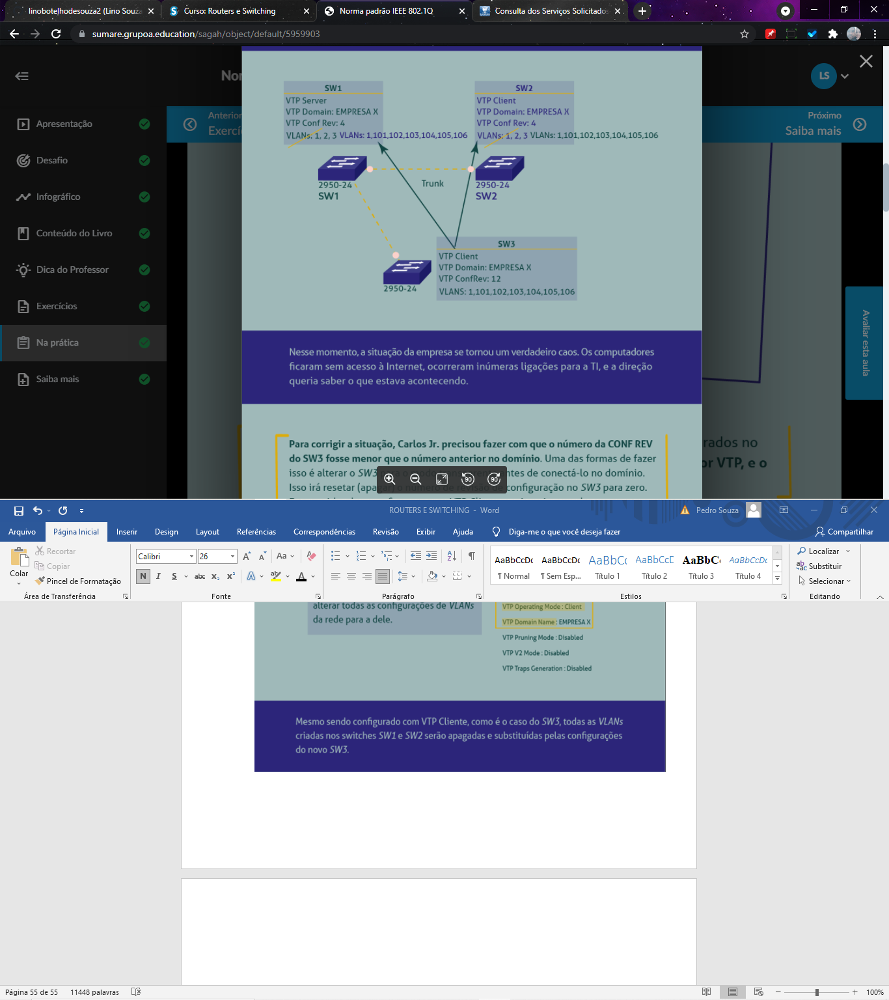 linobotelhodesouza2 (Lino Souza
Curso: Routers e Switching
Norma padrão IEEE 802.1Q
Consulta dos Serviços Solicitados
sumare.grupoa.education/sagah/object/default/5959903
Nor
LS
Apresentação
Desafio
Infográfico
Conteúdo do Livro
Dica do Professor
Exercícios
Na prática
Saiba mais
Anterior
Exercí
Próximo
Saiba mais
Avaliar esta aula
SW1
VTP Server
VTP Domain: EMPRESA X
VTP Conf Rev: 4
VLANs: 1, 2, 3 VLANs: 1,101,102,103,104,105,106
SW2
VTP Client
VTP Domain: EMPRESA X
VTP Conf Rev: 4
VLANs: 1, 2, 3 VLANs: 1,101,102,103,104,105,106
2950-24
SW1
Trunk
2950-24
SW2
SW3
VTP Client
VTP Domain: EMPRESA X
VTP ConfRev: 12
VLANS: 1,101,102,103,104,105,106
2950-24
Nesse momento, a situação da empresa se tornou um verdadeiro caos. Os computadores
ficaram sem acesso à Internet, ocorreram inúmeras ligações para a TI, e a direção
queria saber o que estava acontecendo.
Para corrigir a situação, Carlos Jr. precisou fazer com que o número da CONF REV
do SW3 fosse menor que o número anterior no domínio. Uma das formas de fazer
isso é alterar o SW3 para o modo transparente antes de conectá-lo no domínio.
Isso irá resetar (apagar) o número de revisão de configuração no SW3 para zero.
rados no
or VTP, e o
90
90
ROUTERS E SWITCHING - Word
Pedro Souza
Arquivo
Página Inicial
Inserir
Design
Layout
Referências
Correspondências
Revisão
Exibir
Ajuda
Diga-me o que você deseja fazer
Compartilhar
Colar
Recortar
Copiar
Pincel de Formatação
Área de Transferência
Calibri
26
Aa
N I S abc x₂ x²
Fonte
Parágrafo
AaBbCcDc
¶ Normal
AaBbCcDc
¶ Sem Esp...
AaBbC
Título 1
AaBbCcD
Título 2
AaBbC
Título 3
AaBbCcDc
Título 4
Estilos
Localizar
Substituir
Selecionar
Editando
alterar todas as configurações de VLANs
da rede para a dele.
VTP Operating Mode : Client
VTP Domain Name : EMPRESA X
VTP Pruning Mode : Disabled
VTP V2 Mode : Disabled
VTP Traps Generation : Disabled
Mesmo sendo configurado com VTP Cliente, como é o caso do SW3, todas as VLANs
criadas nos switches SW1 e SW2 serão apagadas e substituídas pelas configurações
do novo SW3.
Página 55 de 55
11448 palavras
100%